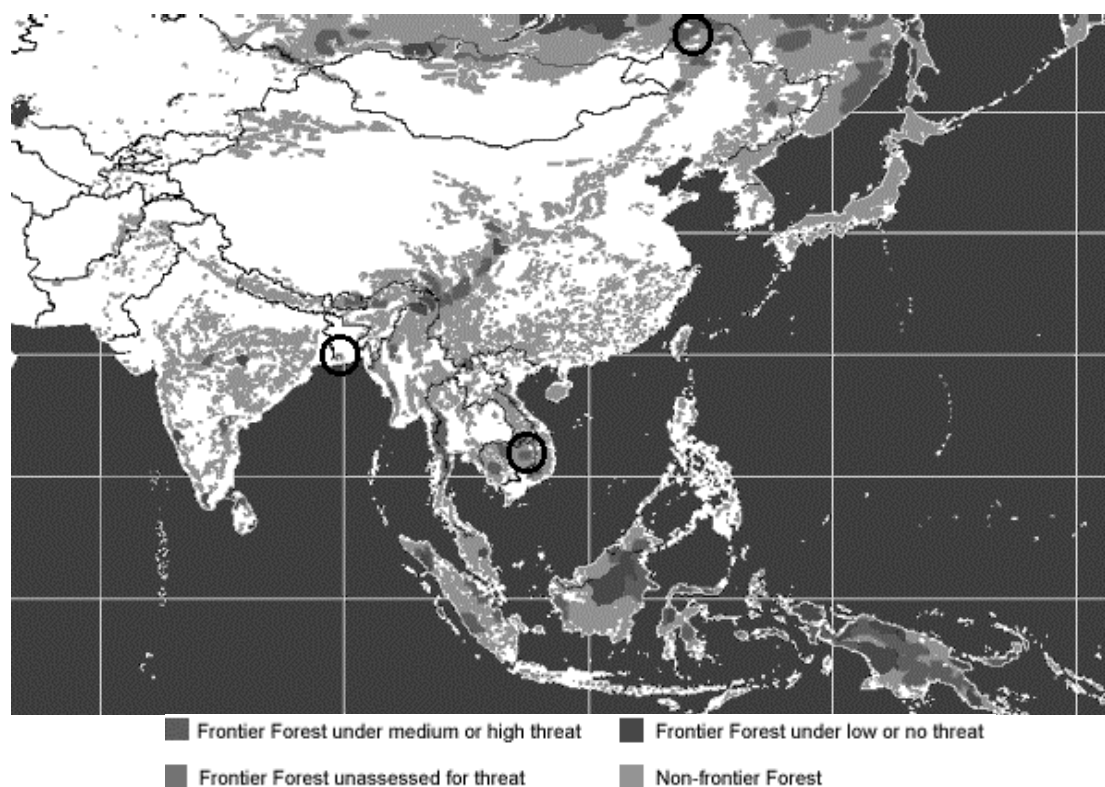 Frontier Forest under medium or high threat
Frontier Forest under low or no threat
Frontier Forest unassessed for threat
Non-frontier Forest